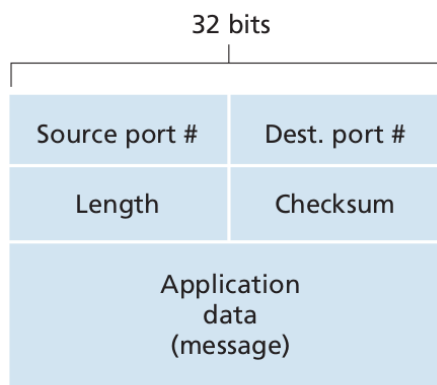 32 bits
Source port #
Dest. port #
Length
Checksum
Application
data
(message)